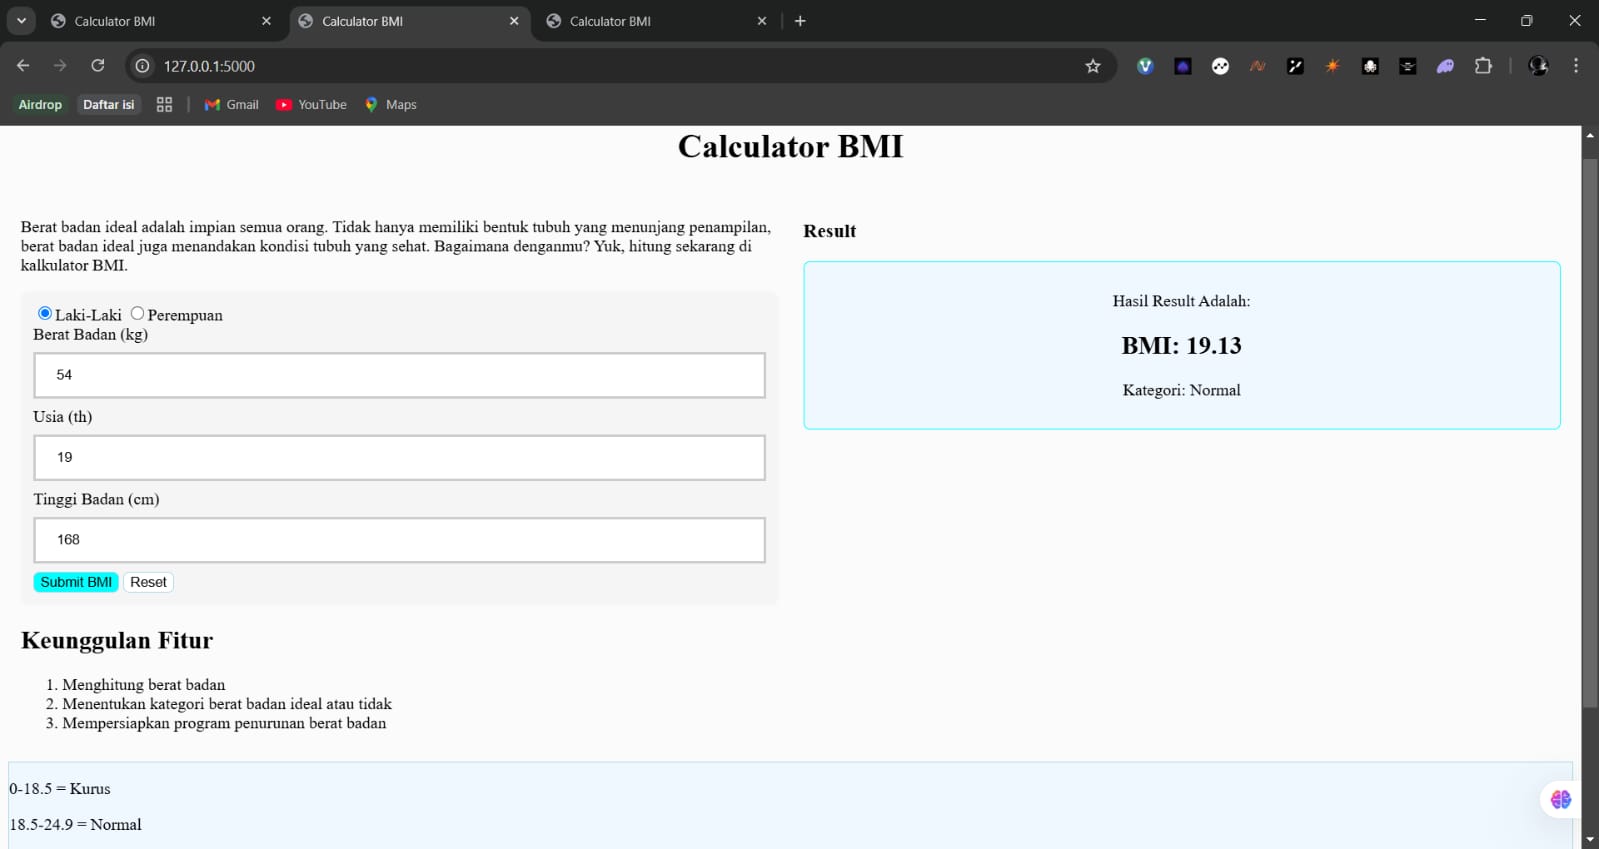 Calculator BMI
Calculator BMI
Calculator BMI
127.0.0.1:5000
Airdrop
Daftar isi
Gmail
YouTube
Maps
Calculator BMI
Berat badan ideal adalah impian semua orang. Tidak hanya memiliki bentuk tubuh yang menunjang penampilan,
berat badan ideal juga menandakan kondisi tubuh yang sehat. Bagaimana denganmu? Yuk, hitung sekarang di
kalkulator BMI.
Laki-Laki Perempuan
Berat Badan (kg)
54
Usia (th)
19
Tinggi Badan (cm)
168
Submit BMI Reset
Result
Hasil Result Adalah:
BMI: 19.13
Kategori: Normal
Keunggulan Fitur
1. Menghitung berat badan
2. Menentukan kategori berat badan ideal atau tidak
3. Mempersiapkan program penurunan berat badan
0-18.5 = Kurus
18.5-24.9 = Normal